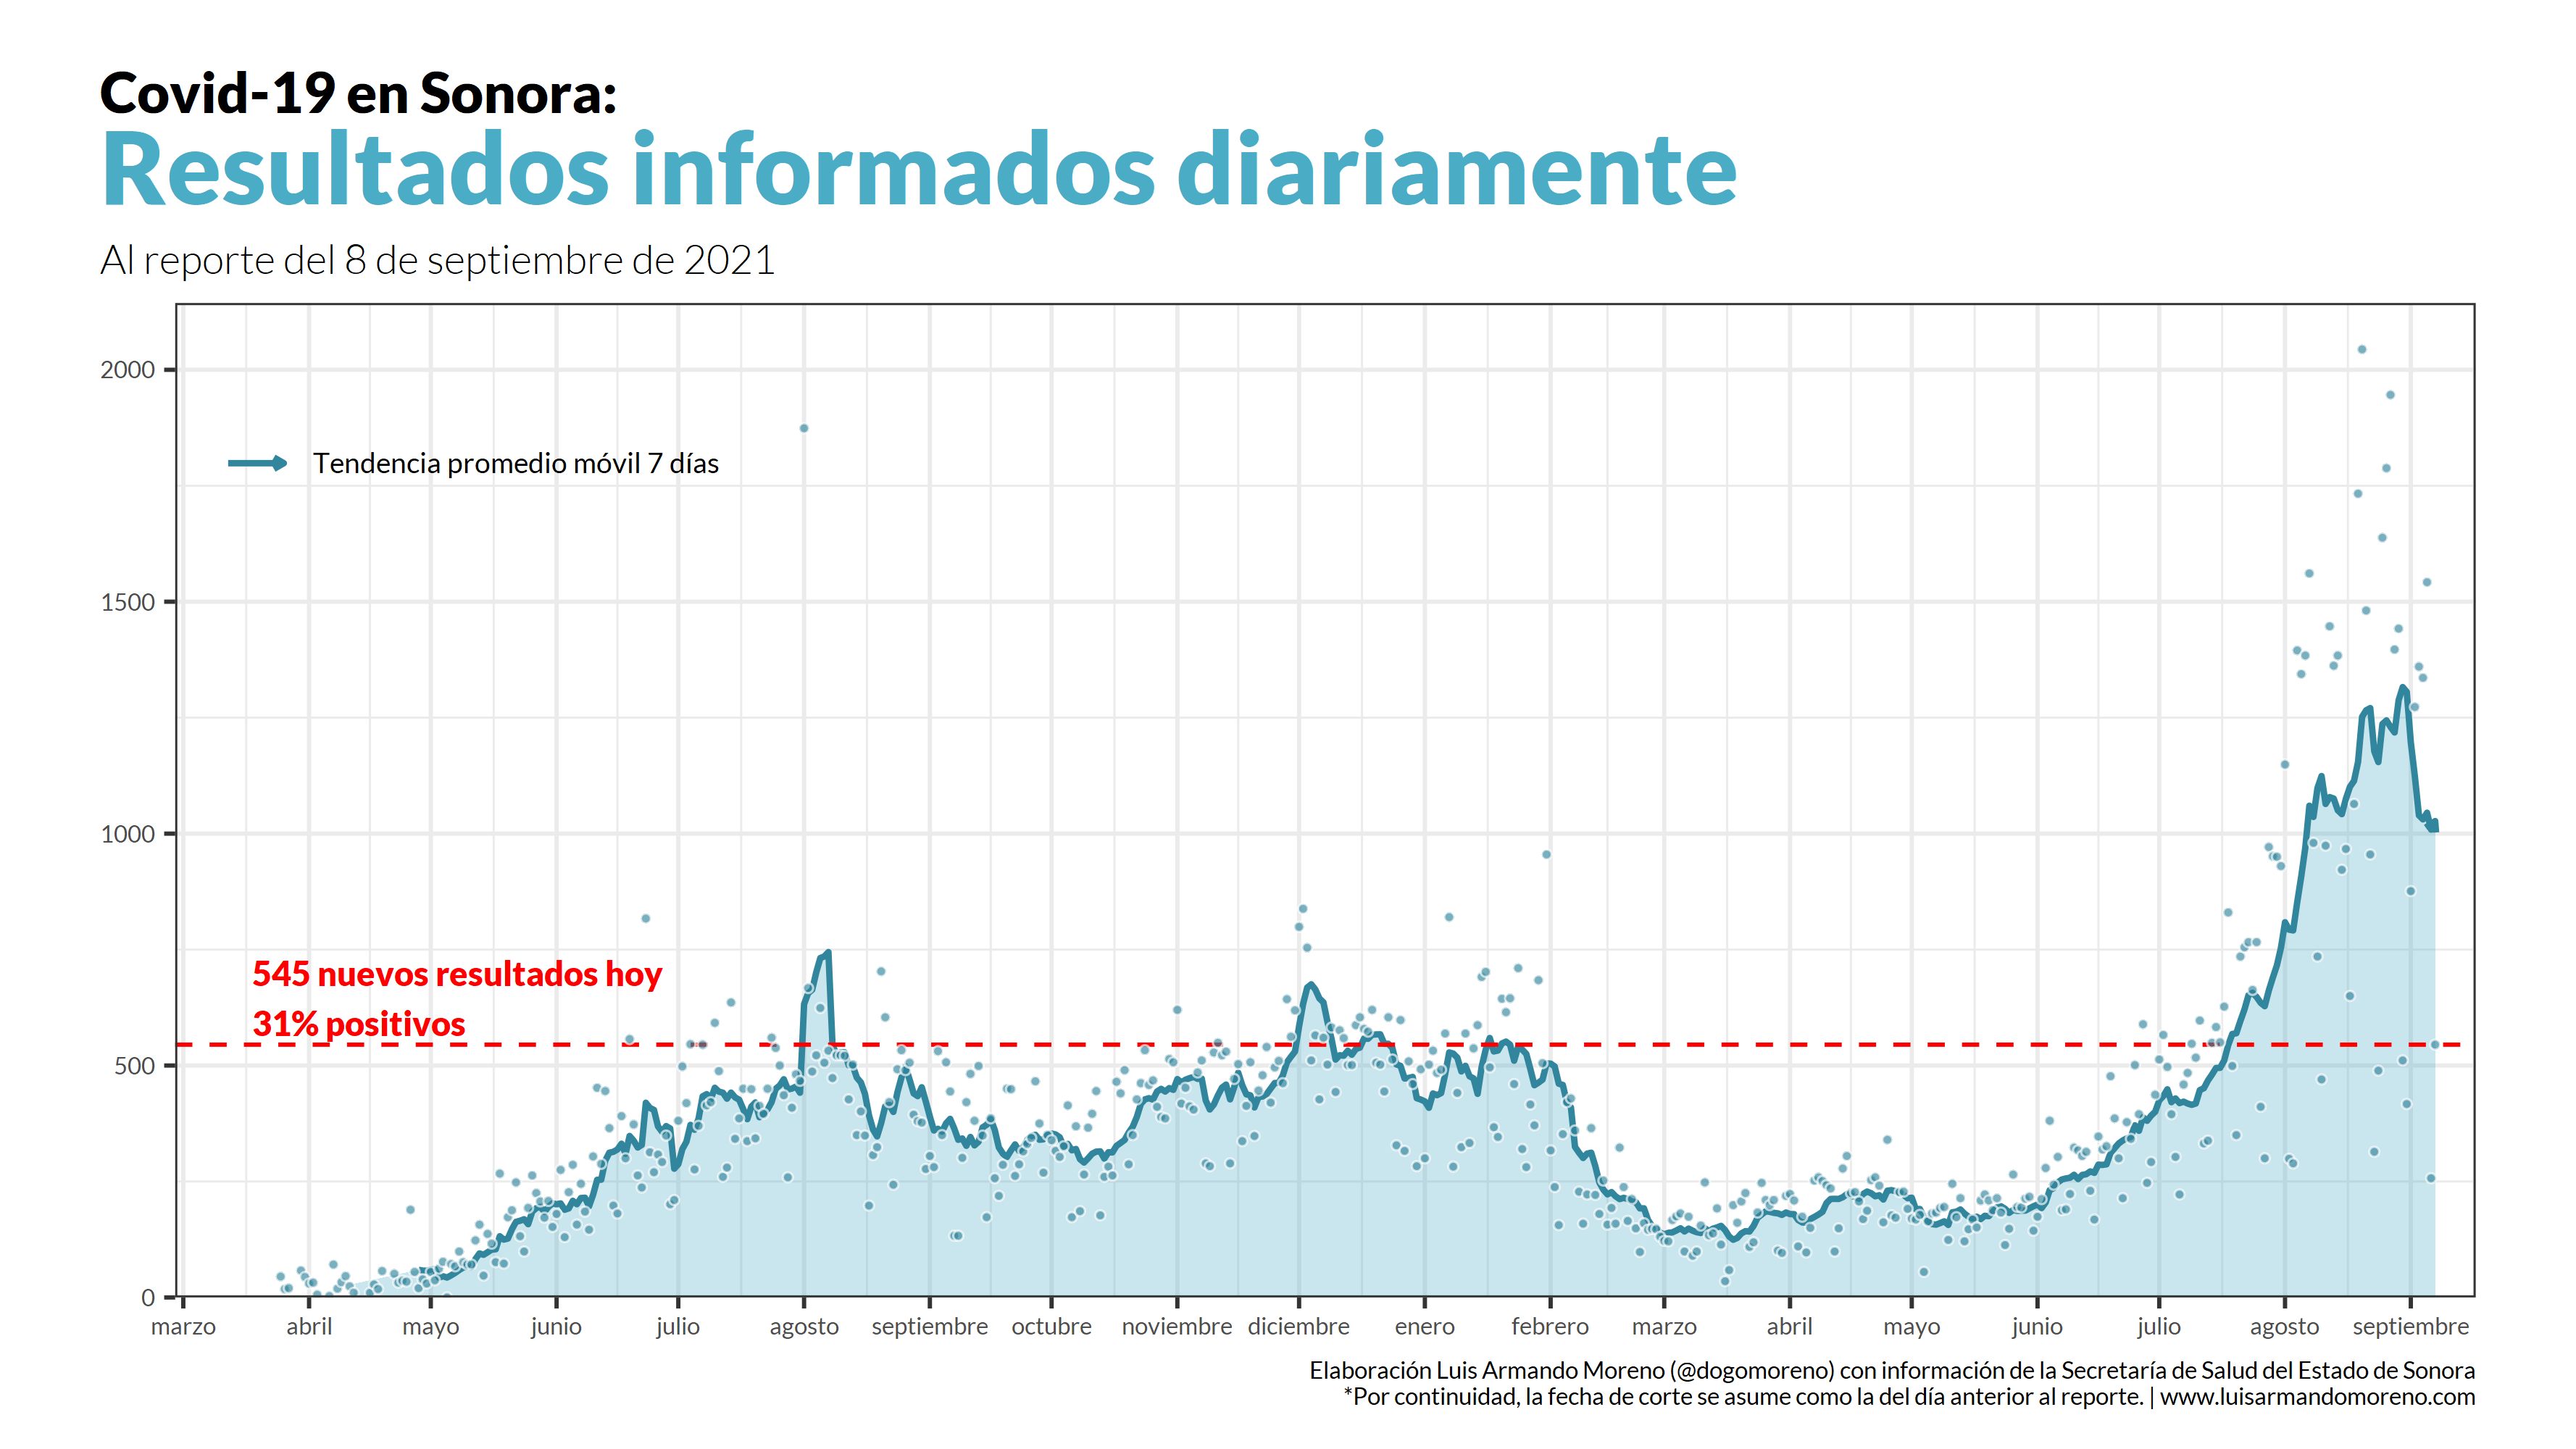 Covid-19 en Sonora:
Resultados informados diariamente
Al reporte del 8 de septiembre de 2021
2000
Tendencia promedio móvil 7 días
1500
1000
545 nuevos resultados hoy
31% positivos
500
0
marzo abril mayo junio julio agosto septiembre octubre noviembre diciembre enero febrero marzo abril mayo junio julio agosto septiembre
Elaboración Luis Armando Moreno (@dogomoreno) con información de la Secretaría de Salud del Estado de Sonora
*Por continuidad, la fecha de corte se asume como la del día anterior al reporte. | www.luisarmandomoreno.com